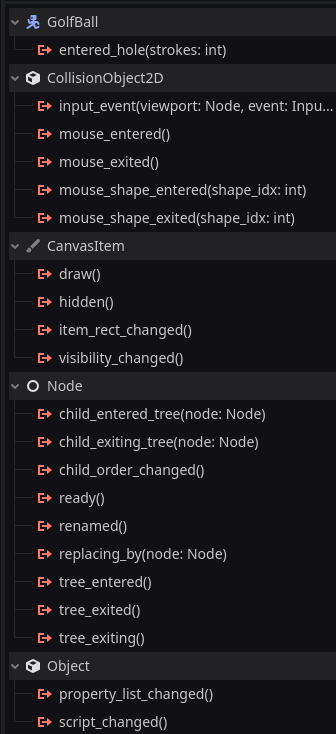 GolfBall
entered_hole(strokes: int)
CollisionObject2D
input_event(viewport: Node, event: Inpu...
mouse_entered()
mouse_exited()
mouse_shape_entered(shape_idx: int)
mouse_shape_exited(shape_idx: int)
CanvasItem
draw()
hidden()
item_rect_changed()
visibility_changed()
Node
child_entered_tree(node: Node)
child_exiting_tree(node: Node)
child_order_changed()
ready()
renamed()
replacing_by(node: Node)
tree_entered()
tree_exited()
tree_exiting()
Object
property_list_changed()
script_changed()